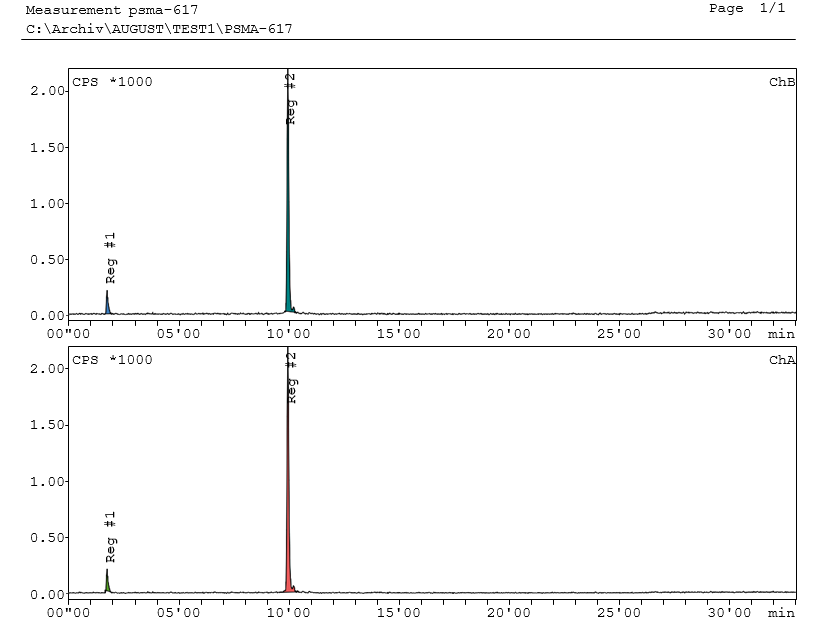 Measurement psma-617
Page 1/1
C:\Archiv\AUGUST\TEST1\PSMA-617
CPS *1000
ChB
Reg #2
2.00
1.50
1.00
Reg #1
0.50
0.00
00"00 05'00 10'00 15'00 20'00 25'00 30'00 min
CPS *1000
ChA
Reg #2
2.00
1.50
1.00
Reg #1
0.50
0.00
00"00 05'00 10'00 15'00 20'00 25'00 30'00 min